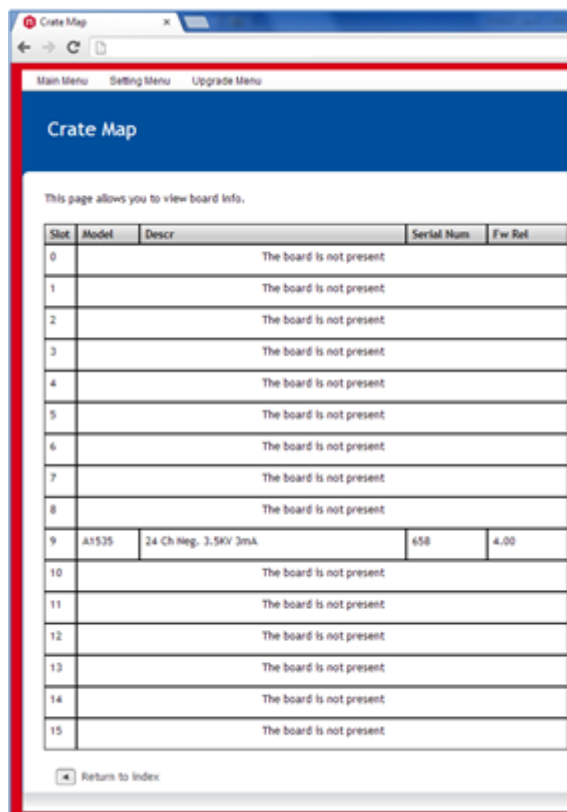 Crate Map
Main Menu Setting Menu Upgrade Menu
Crate Map
This page allows you to view board info.
Slot Model Descr Serial Num Fw Rel
0 The board is not present
1 The board is not present
2 The board is not present
3 The board is not present
4 The board is not present
5 The board is not present
6 The board is not present
7 The board is not present
8 The board is not present
9 A1535 24 Ch Neg. 3.5KV 3mA 658 4.00
10 The board is not present
11 The board is not present
12 The board is not present
13 The board is not present
14 The board is not present
15 The board is not present
Return to Index